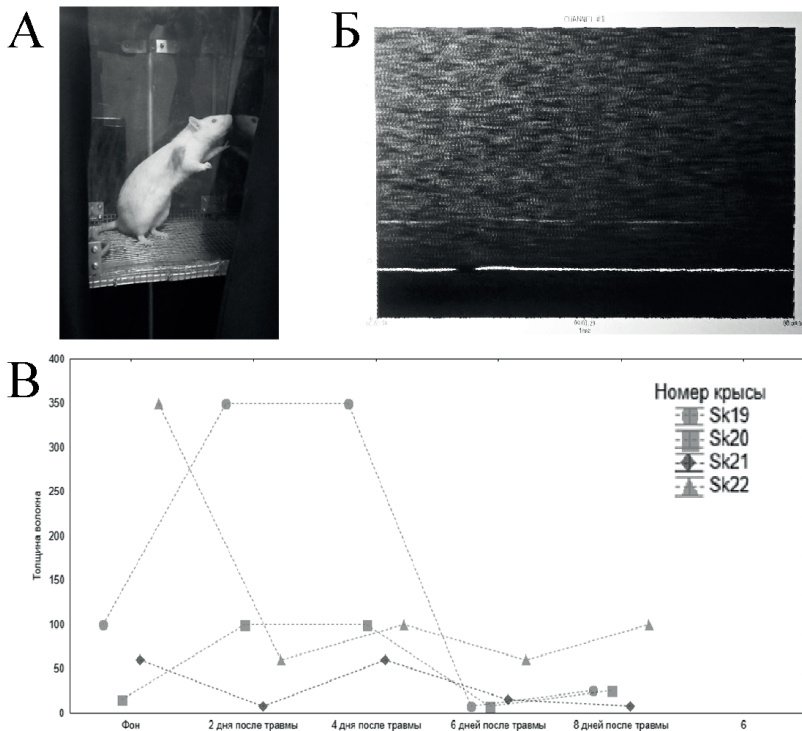 А
Б
CHANNEL #1
1mvz
В
400
350
300
250
200
150
100
50
0
Толщина волокна
Номер крысы
Sk19
Sk20
Sk21
Sk22
Фон
2 дня после травмы
4 дня после травмы
6 дней после травмы
8 дней после травмы
6